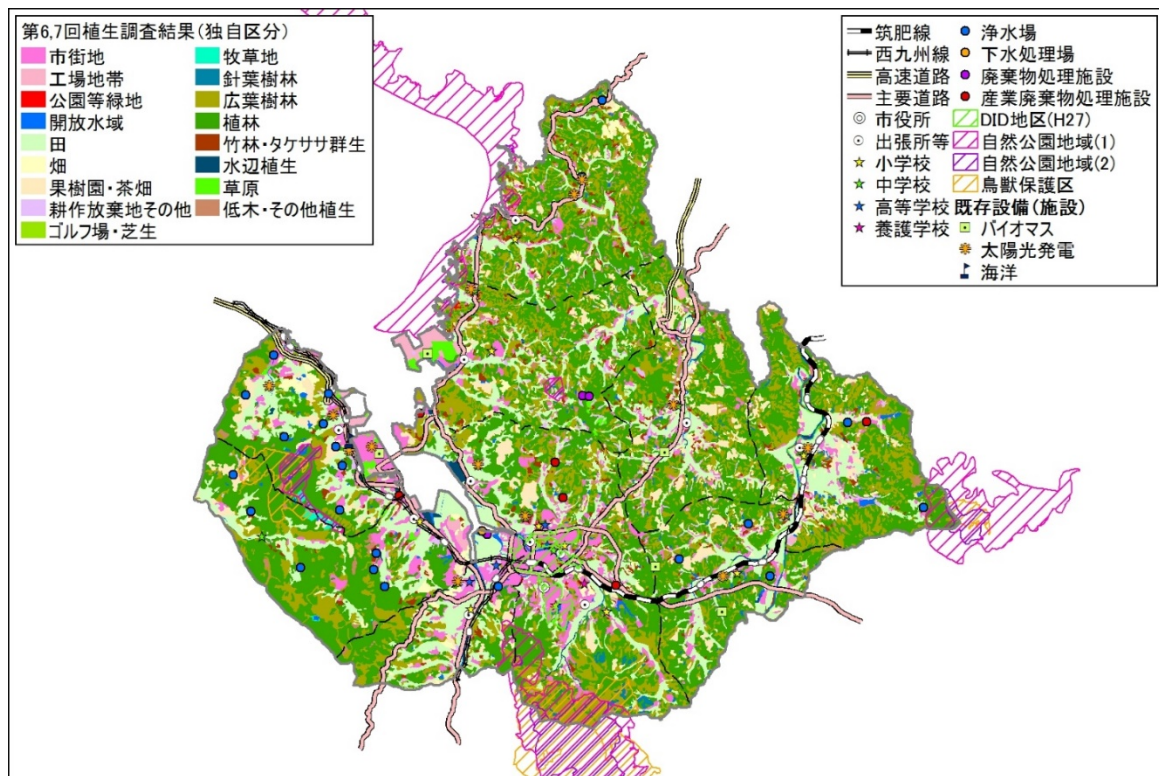 第6,7回植生調査結果(独自区分)
市街地
工場地帯
公園等緑地
開放水域
田
畑
果樹園・茶畑
耕作放棄地その他
ゴルフ場・芝生
牧草地
針葉樹林
広葉樹林
植林
竹林・タケササ群生
水辺植生
草原
低木・その他植生
筑肥線
西九州線
高速道路
主要道路
市役所
出張所等
小学校
中学校
高等学校
養護学校
浄水場
下水処理場
廃棄物処理施設
産業廃棄物処理施設
DID地区(H27)
自然公園地域(1)
自然公園地域(2)
鳥獣保護区
既存設備(施設)
バイオマス
太陽光発電
海洋